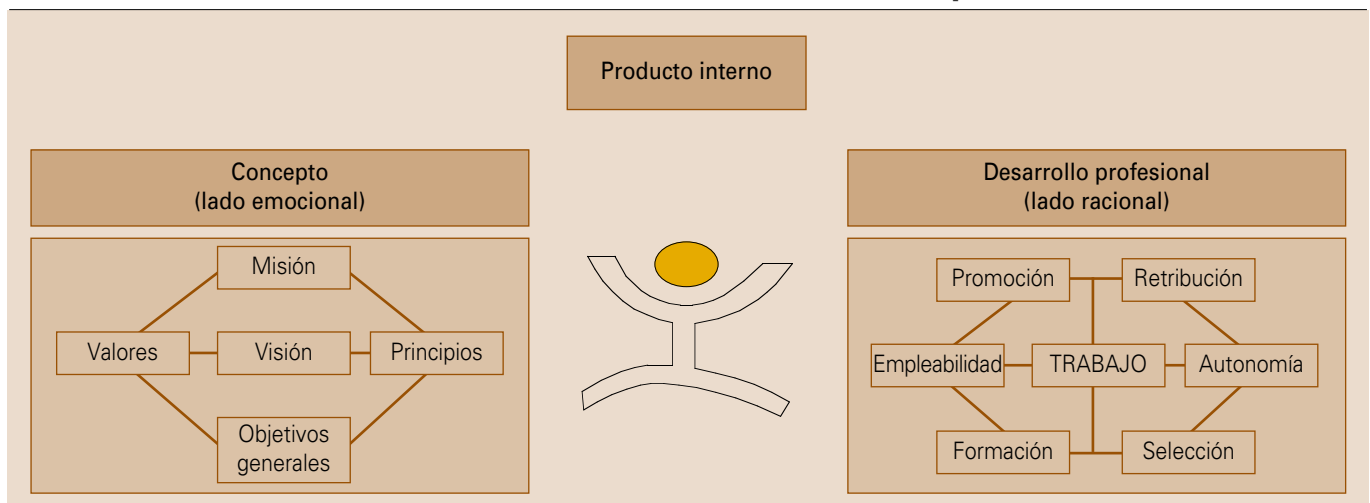 Producto interno
Concepto
(lado emocional)
Misión
Valores
Visión
Principios
Objetivos
generales
Desarrollo profesional
(lado racional)
Promoción
Retribución
Empleabilidad
TRABAJO
Autonomía
Formación
Selección